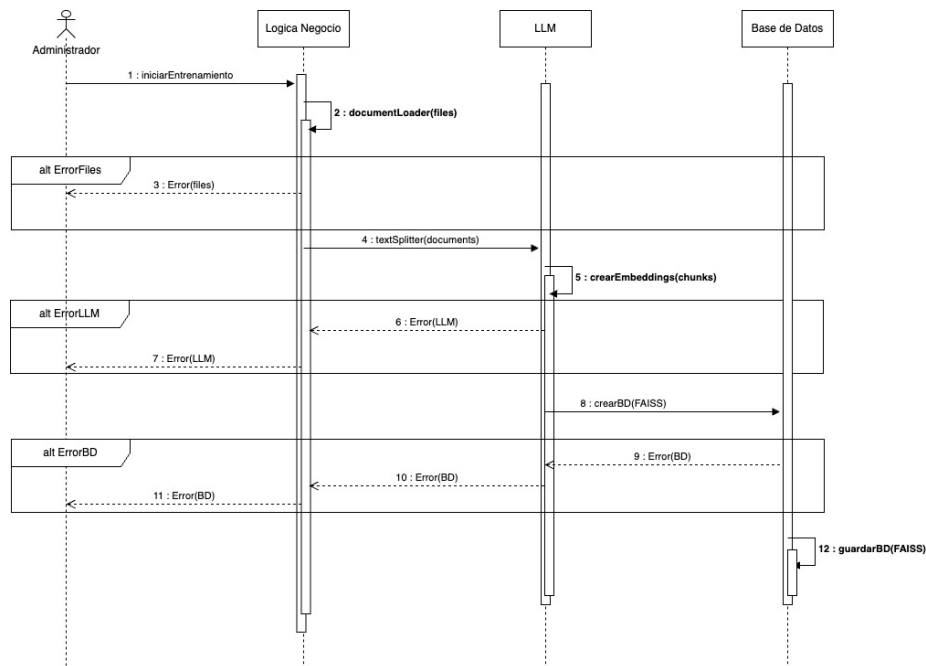 Administrador
Logica Negocio
LLM
Base de Datos
1 : iniciarEntrenamiento
2 : documentLoader(files)
alt ErrorFiles
3 : Error(files)
4 : textSplitter(documents)
5 : crearEmbeddings(chunks)
alt ErrorLLM
6 : Error(LLM)
7 : Error(LLM)
8 : crearBD(FAISS)
alt ErrorBD
9 : Error(BD)
10 : Error(BD)
11 : Error(BD)
12 : guardarBD(FAISS)